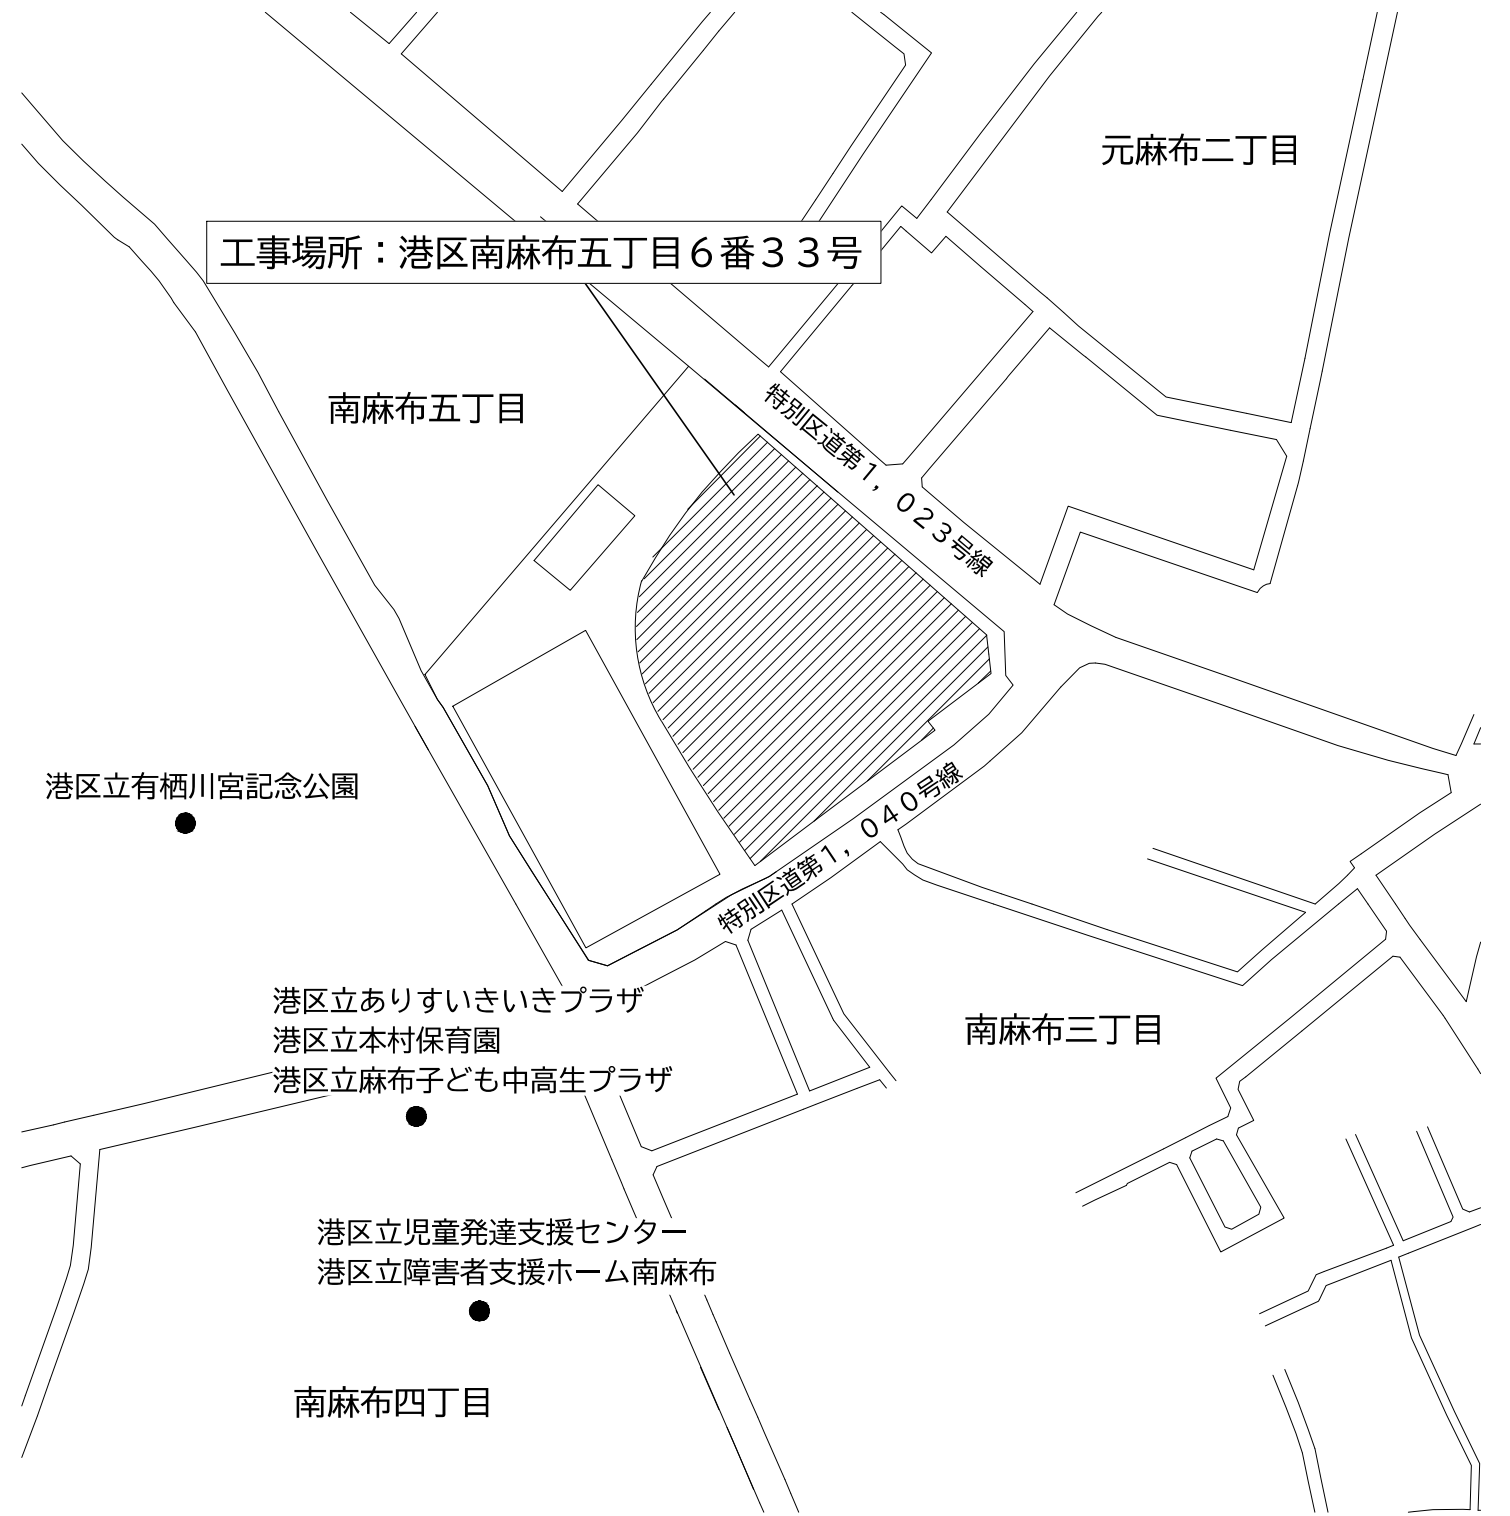 元麻布二丁目
工事場所：港区南麻布五丁目６番３３号
南麻布五丁目
特別区道第１，０２３号線
港区立有栖川宮記念公園
特別区道第１，０４０号線
港区立ありすいきいきプラザ
港区立本村保育園
港区立麻布子ども中高生プラザ
南麻布三丁目
港区立児童発達支援センター
港区立障害者支援ホーム南麻布
南麻布四丁目